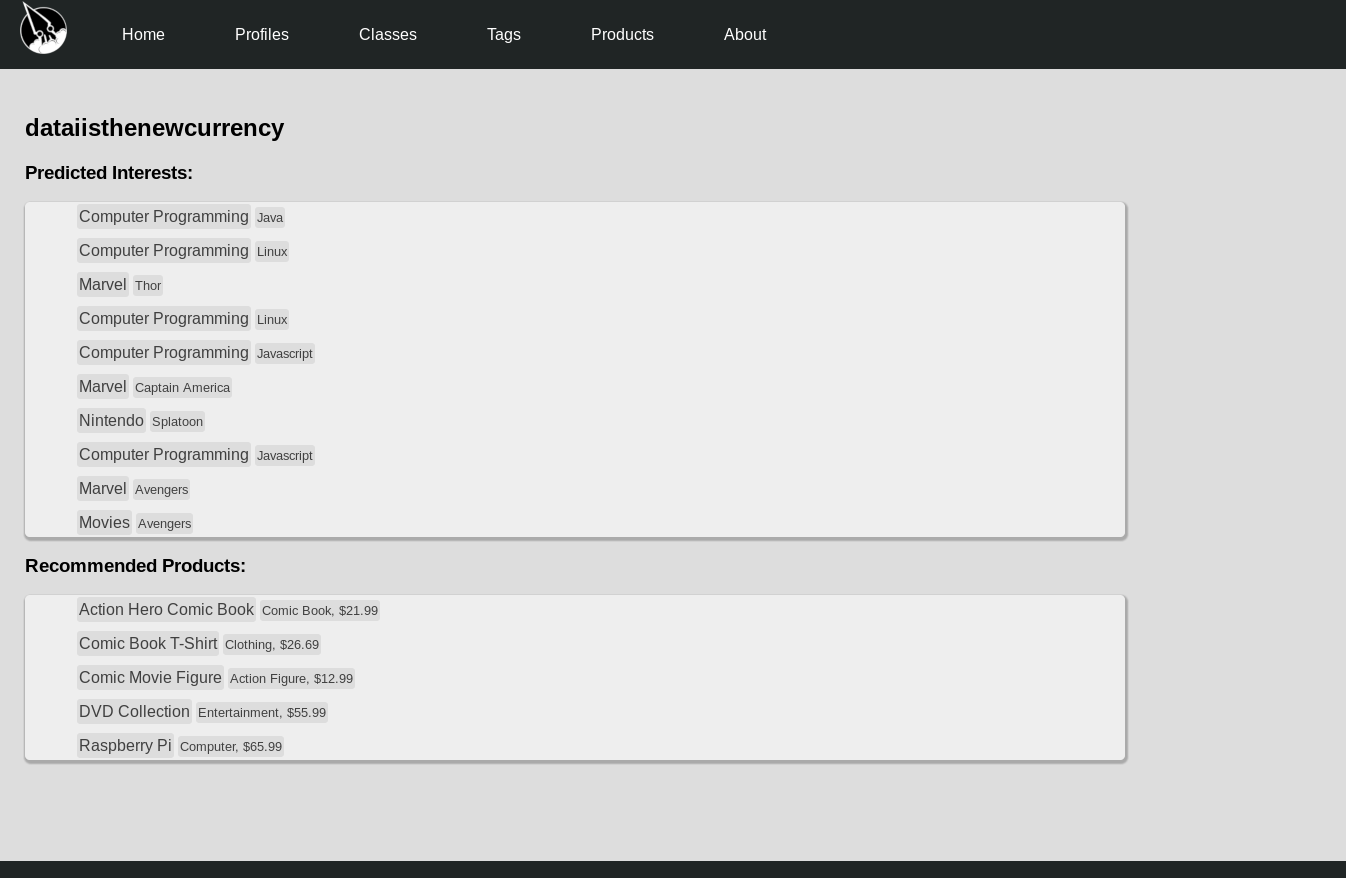 Home Profiles Classes Tags Products About
dataiisthenewcurrency
Predicted Interests:
Computer Programming Java
Computer Programming Linux
Marvel Thor
Computer Programming Linux
Computer Programming Javascript
Marvel Captain America
Nintendo Splatoon
Computer Programming Javascript
Marvel Avengers
Movies Avengers
Recommended Products:
Action Hero Comic Book Comic Book, $21.99
Comic Book T-Shirt Clothing, $26.69
Comic Movie Figure Action Figure, $12.99
DVD Collection Entertainment, $55.99
Raspberry Pi Computer, $65.99